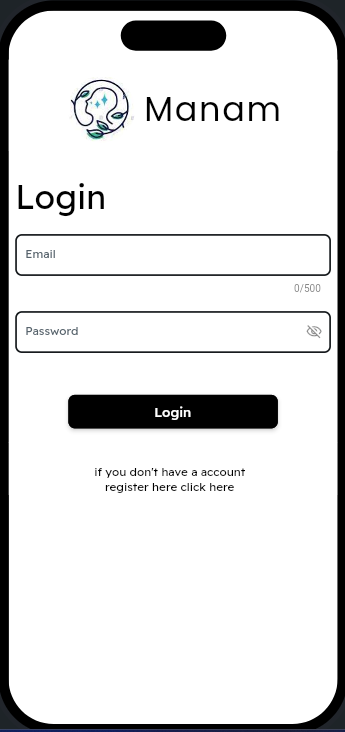 Manam
Login
Email
0/500
Password
Login
if you don't have a account
register here click here